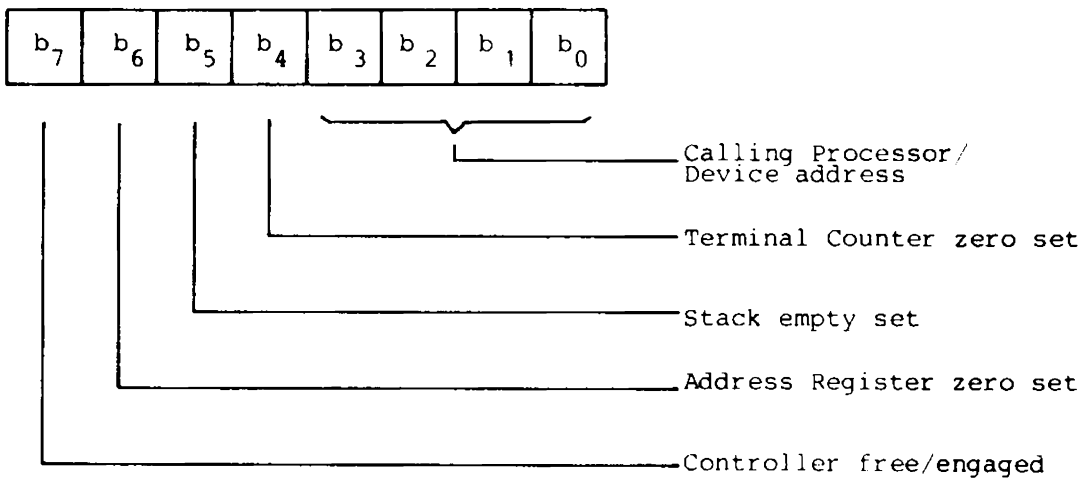 b7 b6 b5 b4 b3 b2 b1 b0
Calling Processor/
Device address
Terminal Counter zero set
Stack empty set
Address Register zero set
Controller free/engaged